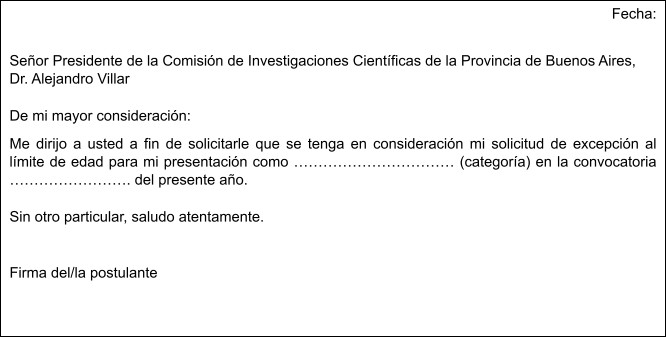 Fecha:
Señor Presidente de la Comisión de Investigaciones Científicas de la Provincia de Buenos Aires,
Dr. Alejandro Villar
De mi mayor consideración:
Me dirijo a usted a fin de solicitarle que se tenga en consideración mi solicitud de excepción al
límite de edad para mi presentación como …………………………… (categoría) en la convocatoria
……………………. del presente año.
Sin otro particular, saludo atentamente.
Firma del/la postulante